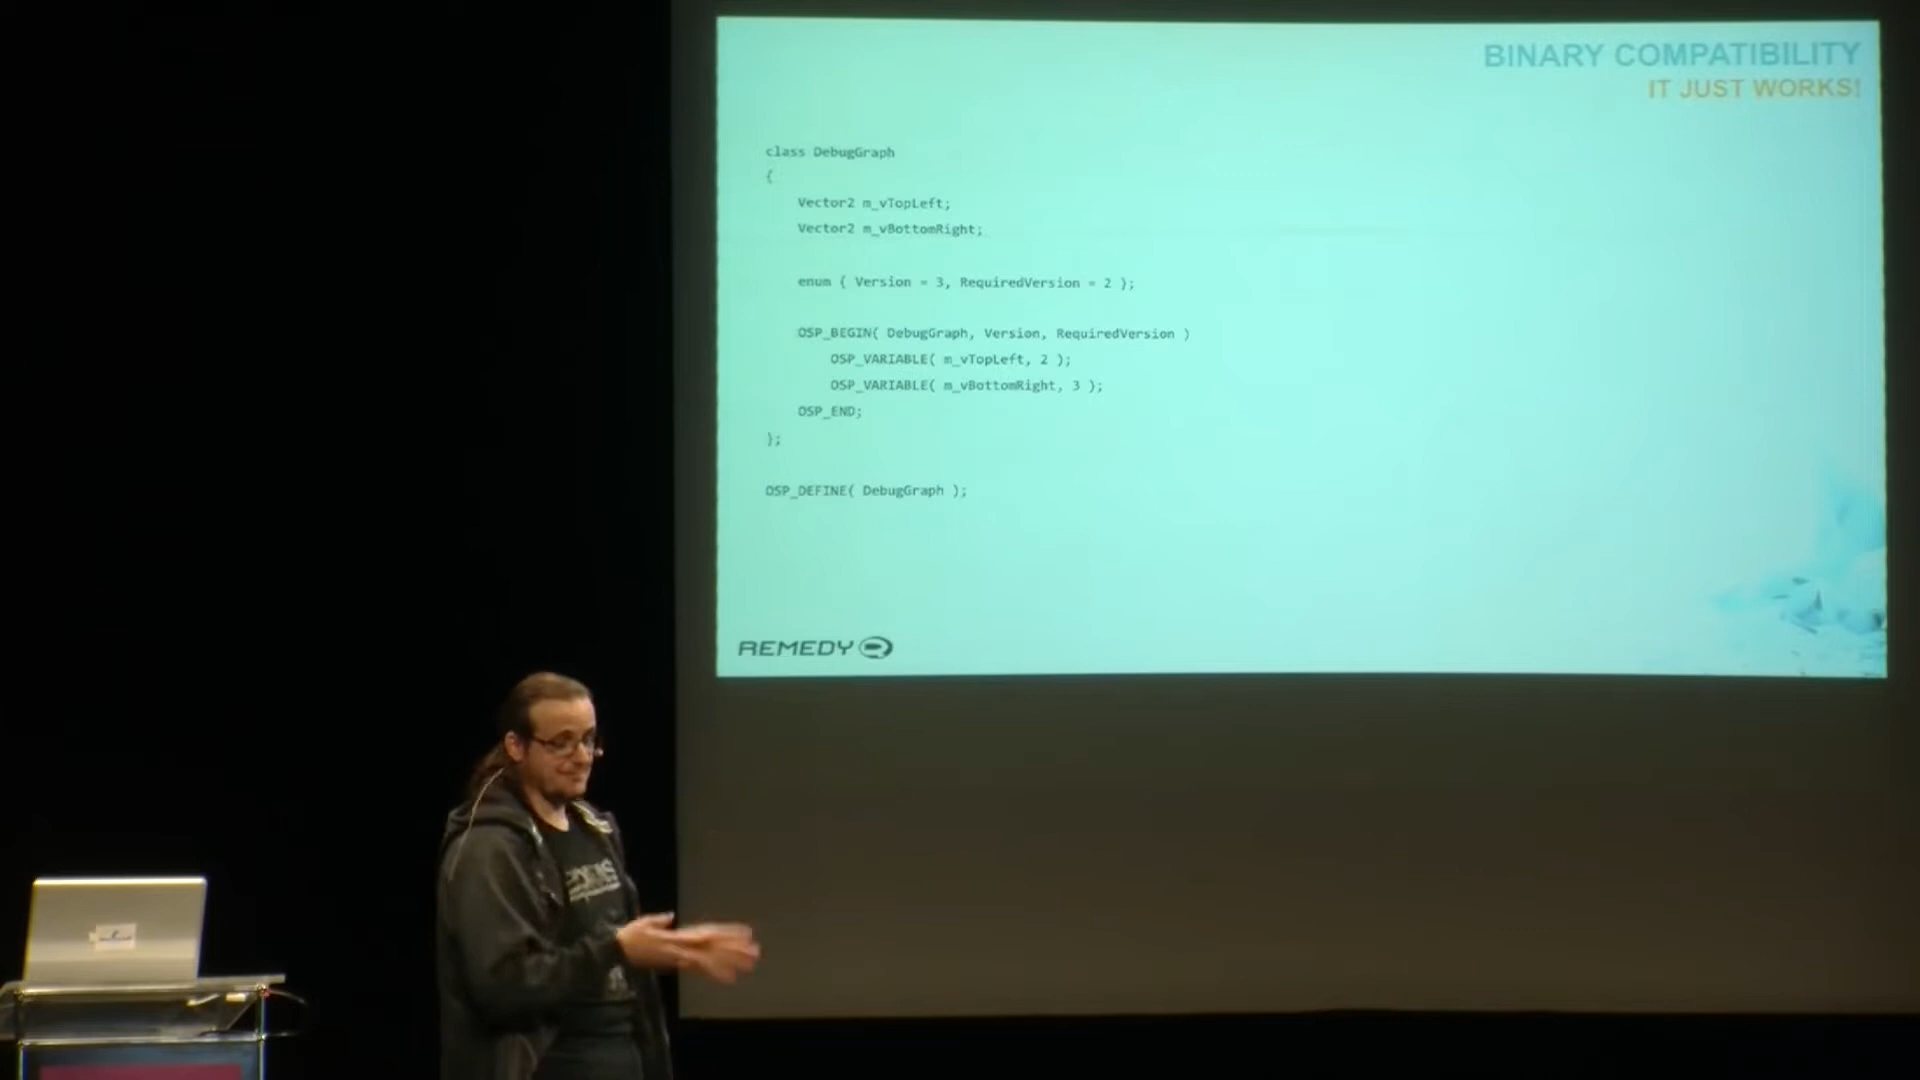 BINARY COMPATIBILITY
IT JUST WORKS!
class DebugGraph
{
Vector2 m_vTopLeft;
Vector2 m_vBottomRight;
enum { Version = 3, RequiredVersion = 2 };
OSP_BEGIN( DebugGraph, Version, RequiredVersion )
OSP_VARIABLE( m_vTopLeft, 2 );
OSP_VARIABLE( m_vBottomRight, 3 );
OSP_END;
};
OSP_DEFINE( DebugGraph );
REMEDY